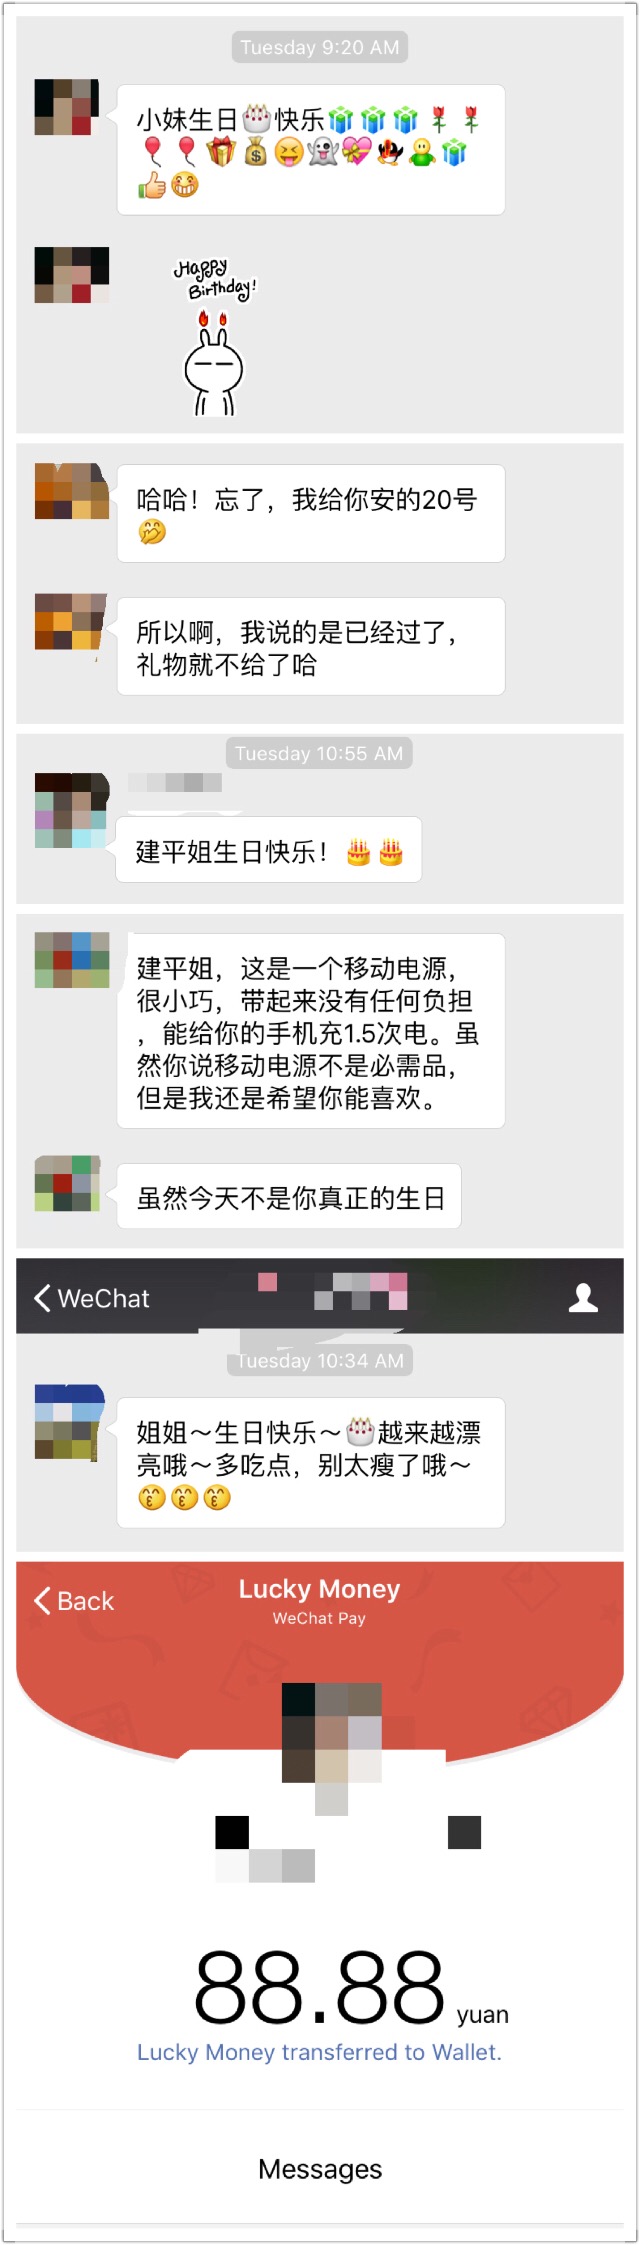 Tuesday 9:20 AM
小妹生日🎂快乐🎁🎁🎁🌹🌹
🎈🎈🎁💰😝👻💝🎁
👍😁
Happy
Birthday!
哈哈！忘了，我给你安的20号
🤭
所以啊，我说的是已经过了，
礼物就不给了哈
Tuesday 10:55 AM
建平姐生日快乐！🎂🎂
建平姐，这是一个移动电源，
很小巧，带起来没有任何负担
，能给你的手机充1.5次电。虽
然你说移动电源不是必需品，
但是我还是希望你能喜欢。
虽然今天不是你真正的生日
WeChat
Tuesday 10:34 AM
姐姐～生日快乐～🎂越来越漂
亮哦～多吃点，别太瘦了哦～
😙😙😙
Back
Lucky Money
WeChat Pay
88.88 yuan
Lucky Money transferred to Wallet.
Messages